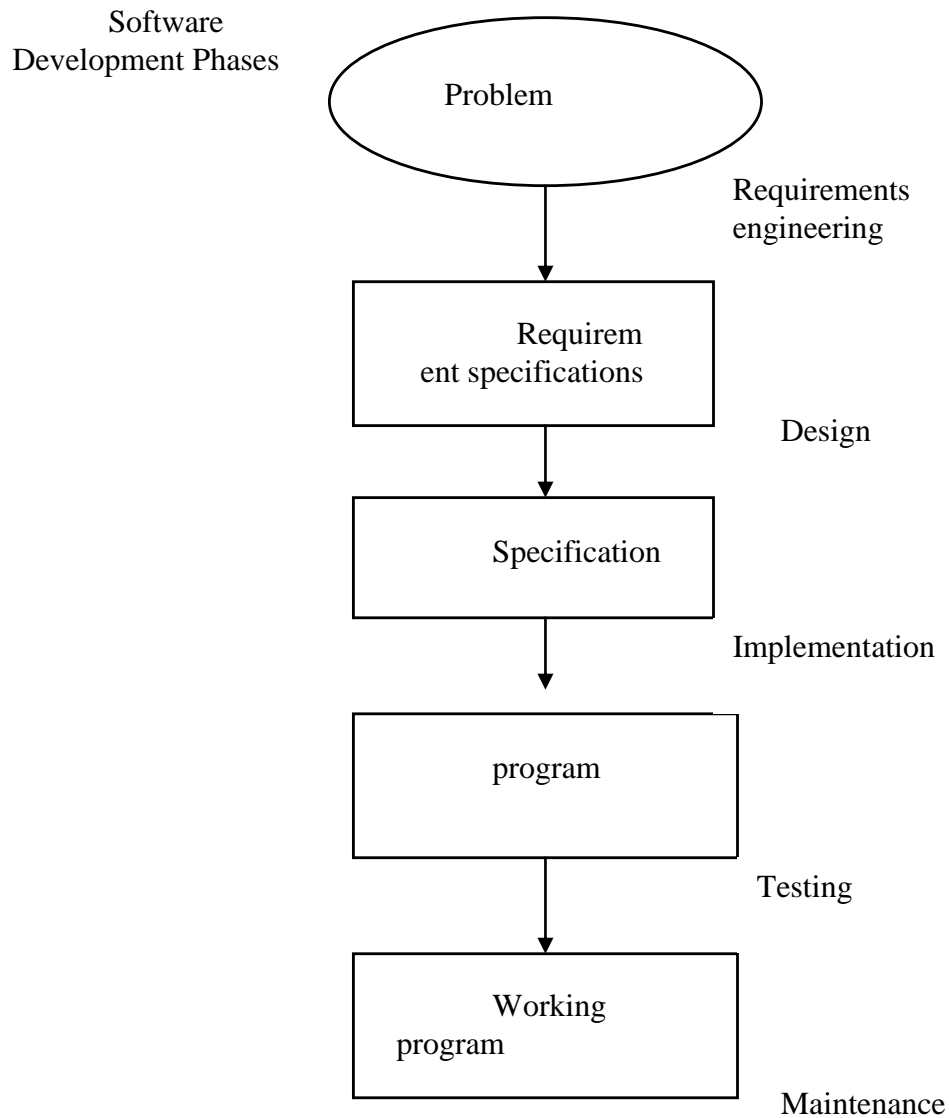 Software
Development Phases
Problem
Requirements
engineering
Requirem
ent specifications
Design
Specification
Implementation
program
Testing
Working
program
Maintenance